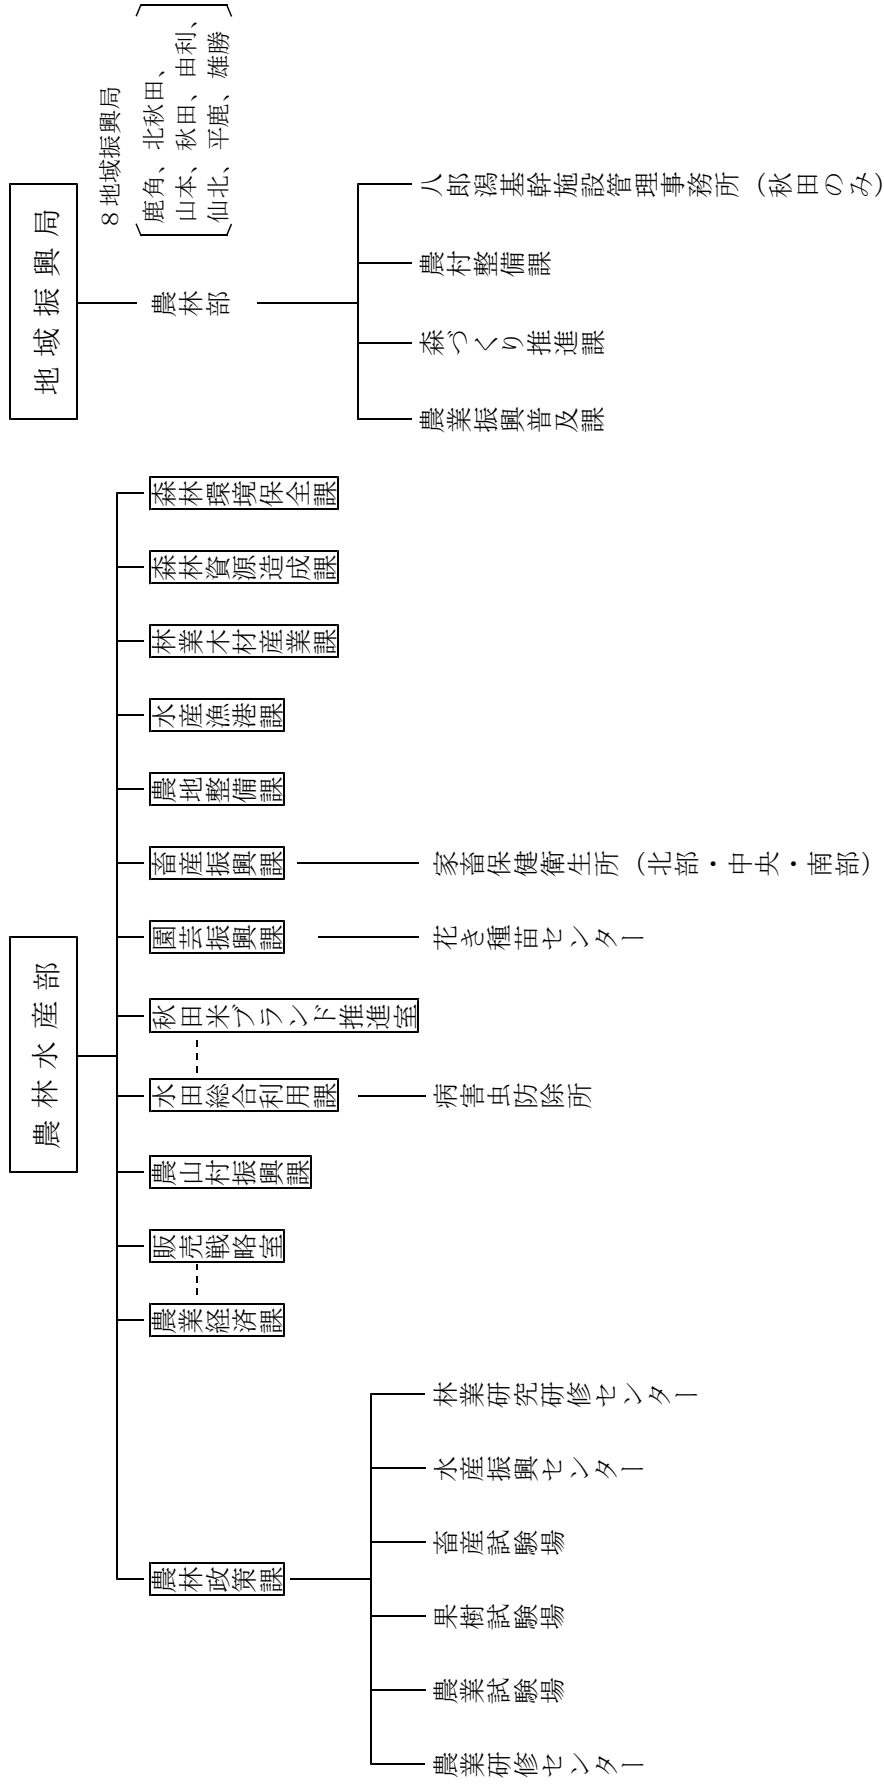 農林水産部
農林政策課
農業研修センター
農業試験場
果樹試験場
畜産試験場
水産振興センター
林業研究研修センター
農業経済課
販売戦略室
農山村振興課
水田総合利用課
病害虫防除所
秋田米ブランド推進室
園芸振興課
花き種苗センター
畜産振興課
家畜保健衛生所（北部・中央・南部）
農地整備課
水産漁港課
林業木材産業課
森林資源造成課
森林環境保全課
地域振興局
８地域振興局
鹿角、北秋田、
山本、秋田、由利、
仙北、平鹿、雄勝
農林部
農業振興普及課
森づくり推進課
農村整備課
八郎潟基幹施設管理事務所（秋田のみ）